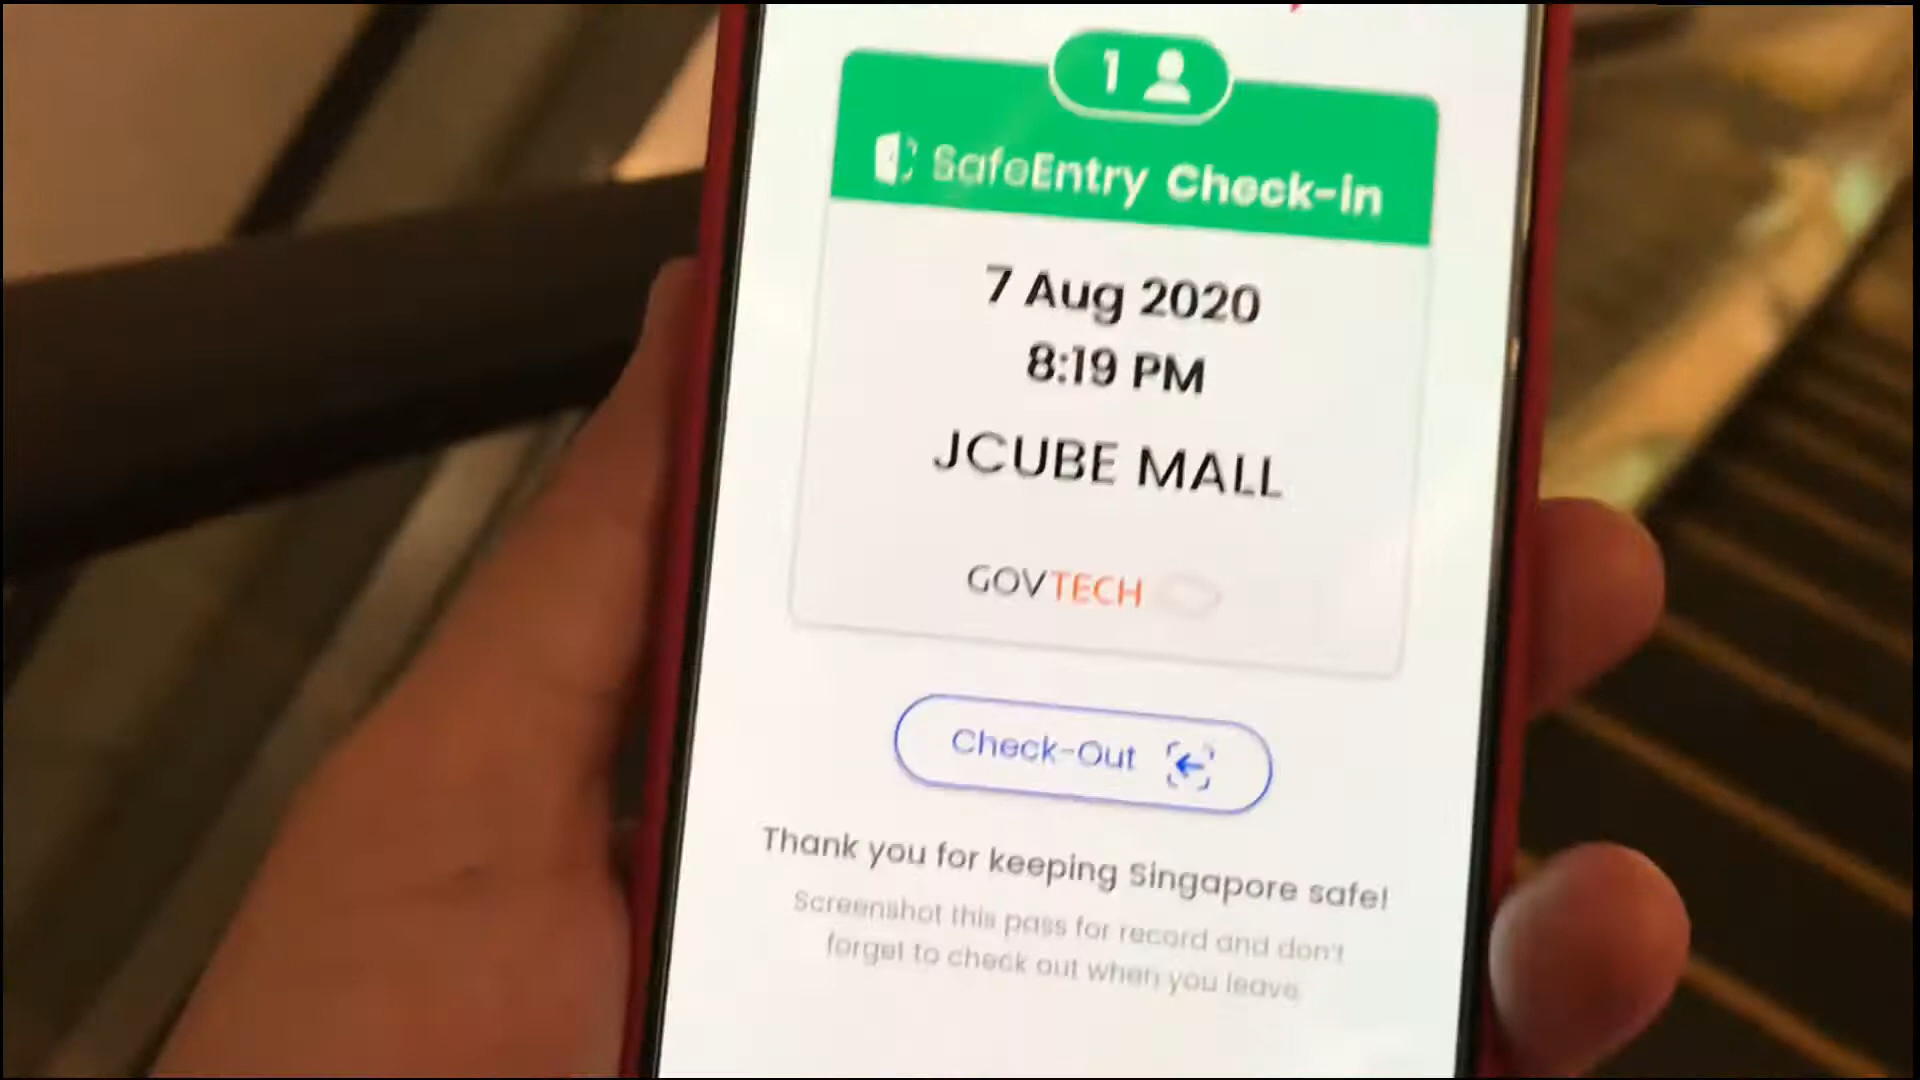 1
SafeEntry Check-in
7 Aug 2020
8:19 PM
JCUBE MALL
GOVTECH
Check-Out
Thank you for keeping Singapore safe!
Screenshot this pass for record and don't
forget to check out when you leave